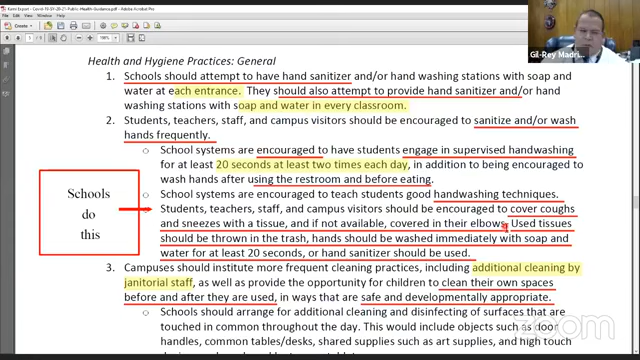 Kami Export - Covid-19-
-20-21-Public-Health-Guidance.pdf - Adobe Acrobat Pro
Create
Gil-Rey Madri
Health and Hygiene Practices: General
1. Schools should attempt to have hand sanitizer and/or hand washing stations with soap and
water at each entrance. They should also attempt to provide hand sanitizer and/or hand
washing stations with soap and water in every classroom.
2. Students, teachers, staff, and campus visitors should be encouraged to sanitize and/or wash
hands frequently.
o School systems are encouraged to have students engage in supervised handwashing
for at least 20 seconds at least two times each day, in addition to being encouraged to
wash hands after using the restroom and before eating.
o School systems are encouraged to teach students good handwashing techniques.
o Students, teachers, staff, and campus visitors should be encouraged to cover coughs
and sneezes with a tissue, and if not available, covered in their elbows. Used tissues
should be thrown in the trash, hands should be washed immediately with soap and
water for at least 20 seconds, or hand sanitizer should be used.
Schools
do
this
3. Campuses should institute more frequent cleaning practices, including additional cleaning by
janitorial staff, as well as provide the opportunity for children to clean their own spaces
before and after they are used, in ways that are safe and developmentally appropriate.
o Schools should arrange for additional cleaning and disinfecting of surfaces that are
touched in common throughout the day. This would include objects such as door
handles, common tables/desks, shared supplies such as art supplies, and high touch
zoom